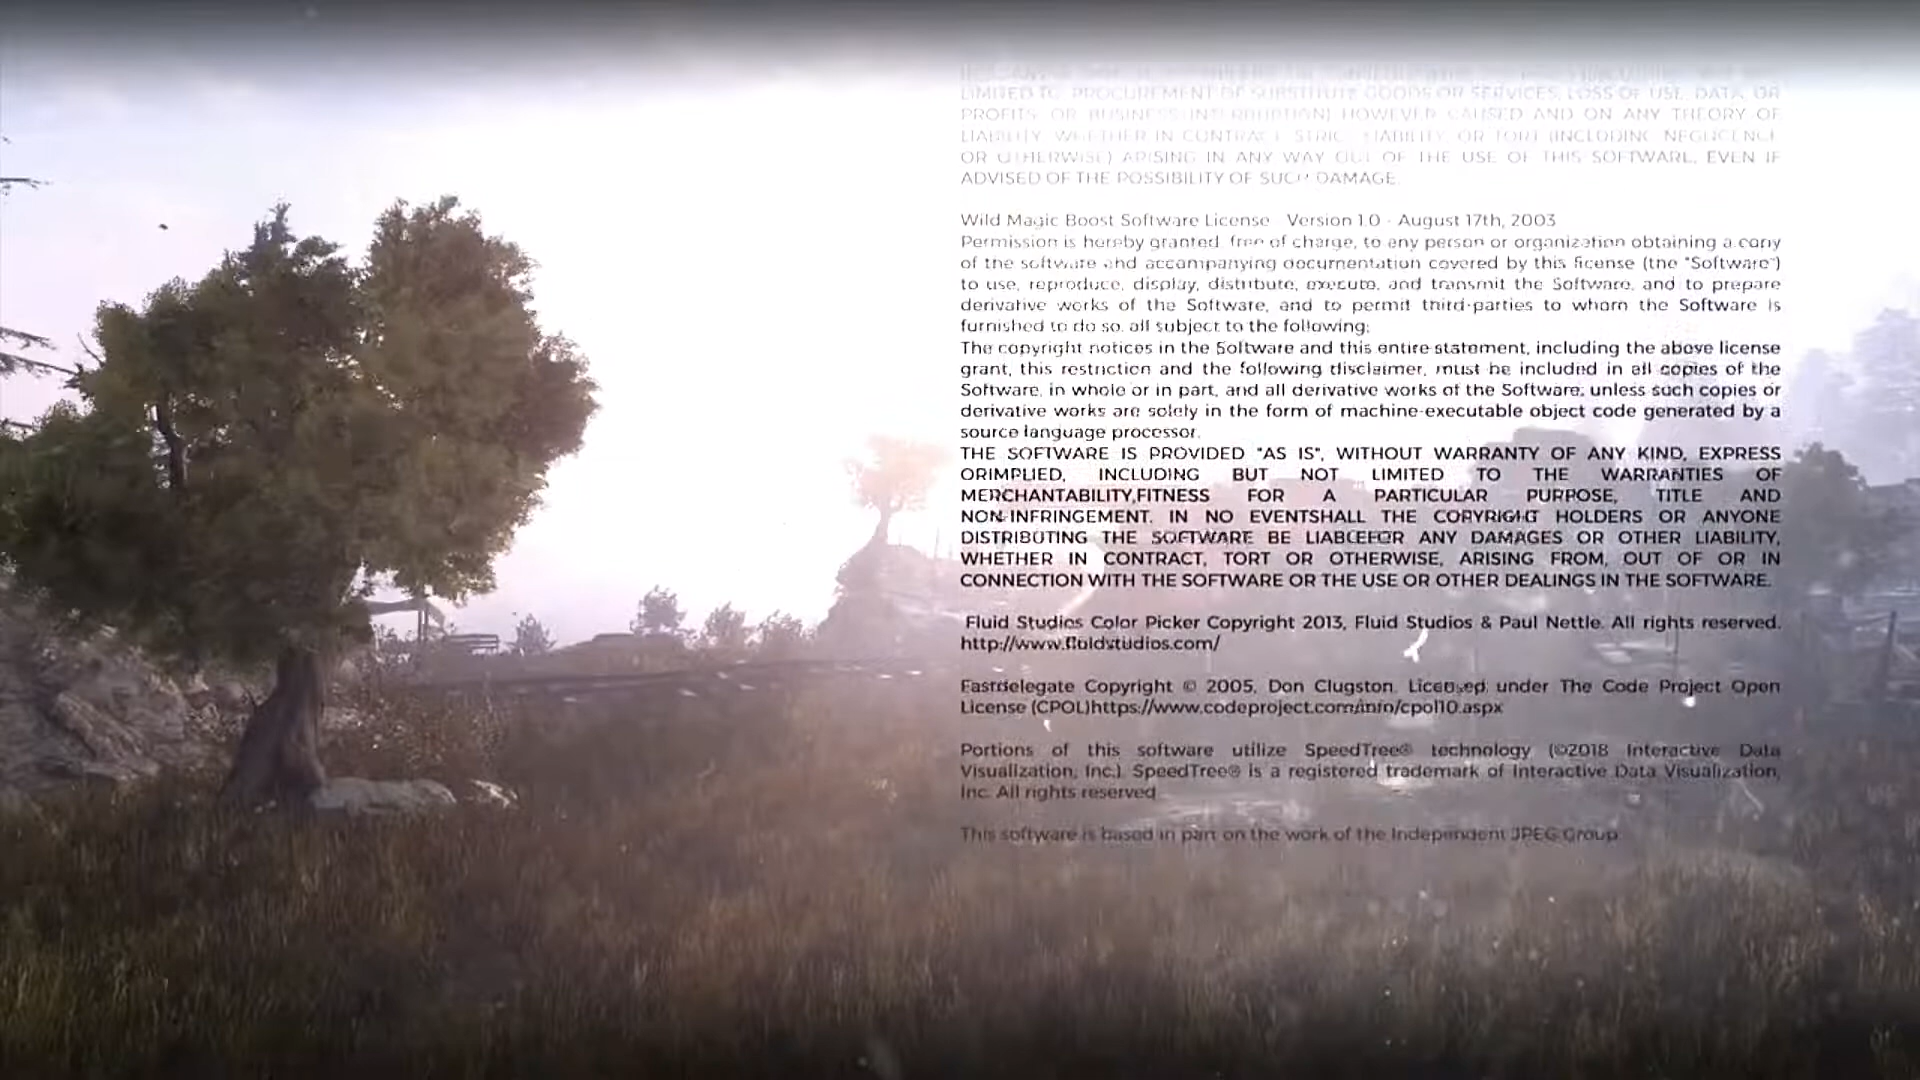 LIMITED TO, PROCUREMENT OF SUBSTITUTE GOODS OR SERVICES; LOSS OF USE, DATA, OR
PROFITS; OR BUSINESS INTERRUPTION) HOWEVER CAUSED AND ON ANY THEORY OF
LIABILITY, WHETHER IN CONTRACT, STRICT LIABILITY, OR TORT (INCLUDING NEGLIGENCE
OR OTHERWISE) ARISING IN ANY WAY OUT OF THE USE OF THIS SOFTWARE, EVEN IF
ADVISED OF THE POSSIBILITY OF SUCH DAMAGE.
Wild Magic Boost Software License - Version 1.0 - August 17th, 2003
Permission is hereby granted, free of charge, to any person or organization obtaining a copy
of the software and accompanying documentation covered by this license (the "Software")
to use, reproduce, display, distribute, execute, and transmit the Software, and to prepare
derivative works of the Software, and to permit third-parties to whom the Software is
furnished to do so, all subject to the following:
The copyright notices in the Software and this entire statement, including the above license
grant, this restriction and the following disclaimer, must be included in all copies of the
Software, in whole or in part, and all derivative works of the Software, unless such copies or
derivative works are solely in the form of machine-executable object code generated by a
source language processor.
THE SOFTWARE IS PROVIDED "AS IS", WITHOUT WARRANTY OF ANY KIND, EXPRESS
ORIMPLIED, INCLUDING BUT NOT LIMITED TO THE WARRANTIES OF
MERCHANTABILITY,FITNESS FOR A PARTICULAR PURPOSE, TITLE AND
NON-INFRINGEMENT. IN NO EVENTSHALL THE COPYRIGHT HOLDERS OR ANYONE
DISTRIBUTING THE SOFTWARE BE LIABLEFOR ANY DAMAGES OR OTHER LIABILITY,
WHETHER IN CONTRACT, TORT OR OTHERWISE, ARISING FROM, OUT OF OR IN
CONNECTION WITH THE SOFTWARE OR THE USE OR OTHER DEALINGS IN THE SOFTWARE.
Fluid Studios Color Picker Copyright 2013, Fluid Studios & Paul Nettle. All rights reserved.
http://www.fluidstudios.com/
Fastdelegate Copyright © 2005, Don Clugston. Licensed under The Code Project Open
License (CPOL)https://www.codeproject.com/info/cpol10.aspx
Portions of this software utilize SpeedTree® technology (©2018 Interactive Data
Visualization, Inc.). SpeedTree® is a registered trademark of Interactive Data Visualization,
Inc. All rights reserved
This software is based in part on the work of the Independent JPEG Group.